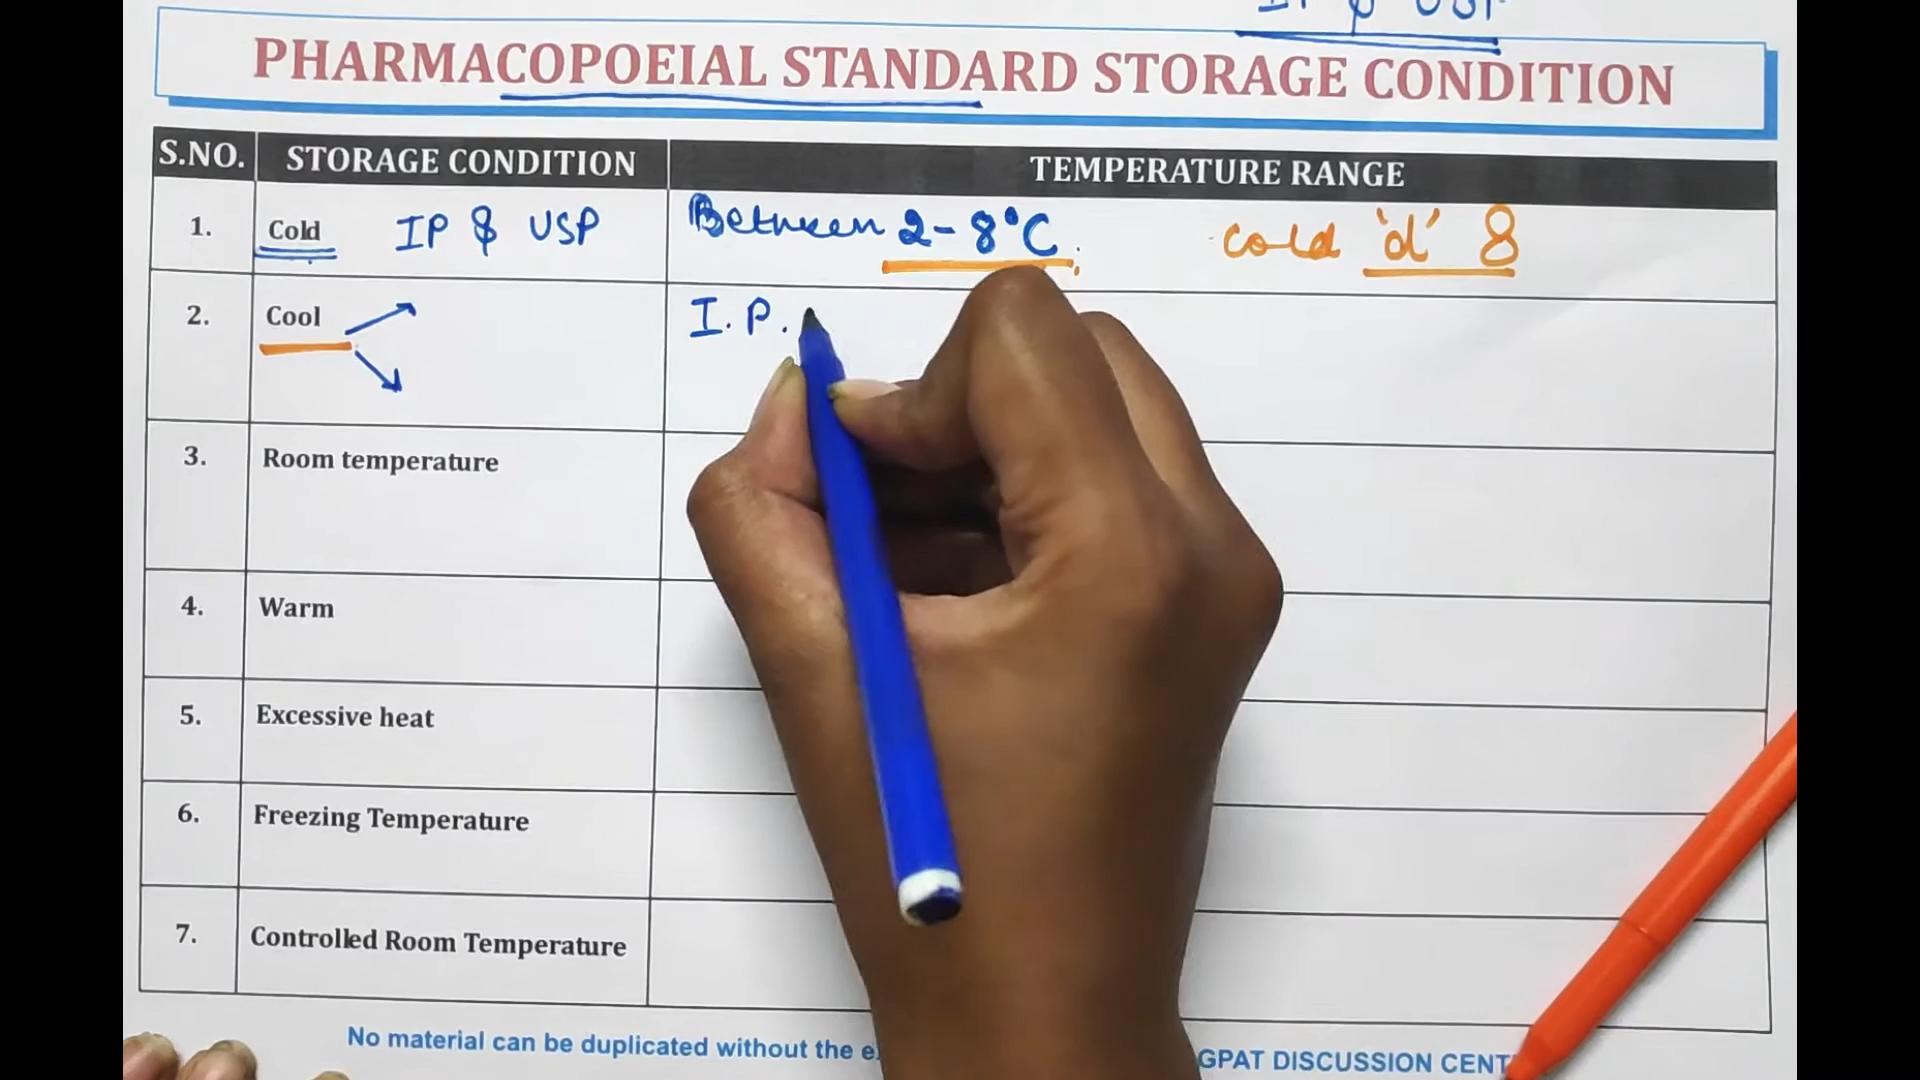 IP & USP
PHARMACOPOEIAL STANDARD STORAGE CONDITION
S.NO. STORAGE CONDITION TEMPERATURE RANGE
1. Cold IP & USP Between 2-8°C. cold 'd' 8
2. Cool I.P.
3. Room temperature
4. Warm
5. Excessive heat
6. Freezing Temperature
7. Controlled Room Temperature
No material can be duplicated without the GPAT DISCUSSION